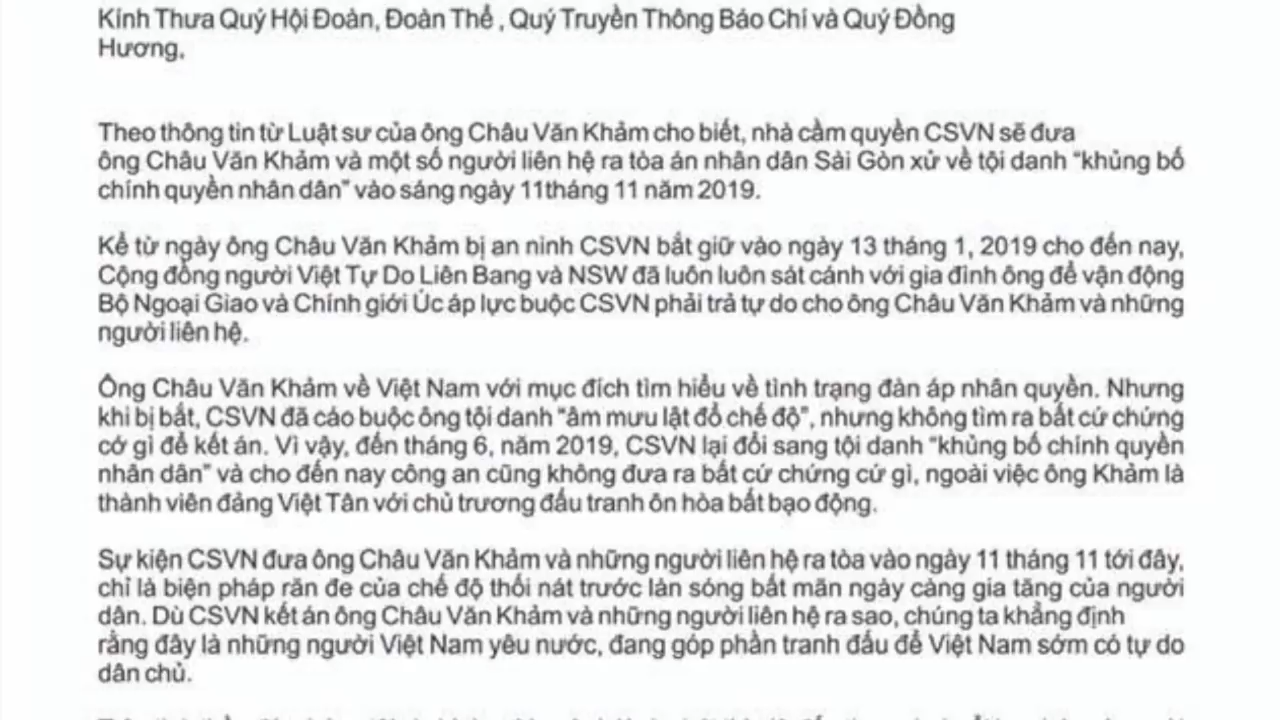 Kính Thưa Quý Hội Đoàn, Đoàn Thể , Quý Truyền Thông Báo Chí và Quý Đồng
Hương,
Theo thông tin từ Luật sư của ông Châu Văn Khảm cho biết, nhà cầm quyền CSVN sẽ đưa
ông Châu Văn Khảm và một số người liên hệ ra tòa án nhân dân Sài Gòn xử về tội danh “khủng bố
chính quyền nhân dân” vào sáng ngày 11tháng 11 năm 2019.
Kể từ ngày ông Châu Văn Khảm bị an ninh CSVN bắt giữ vào ngày 13 tháng 1, 2019 cho đến nay,
Cộng đồng người Việt Tự Do Liên Bang và NSW đã luôn luôn sát cánh với gia đình ông để vận động
Bộ Ngoại Giao và Chính giới Úc áp lực buộc CSVN phải trả tự do cho ông Châu Văn Khảm và những
người liên hệ.
Ông Châu Văn Khảm về Việt Nam với mục đích tìm hiểu về tình trạng đàn áp nhân quyền. Nhưng
khi bị bắt, CSVN đã cáo buộc ông tội danh “âm mưu lật đổ chế độ”, nhưng không tìm ra bất cứ chứng
cớ gì để kết án. Vì vậy, đến tháng 6, năm 2019, CSVN lại đổi sang tội danh “khủng bố chính quyền
nhân dân” và cho đến nay công an cũng không đưa ra bất cứ chứng cứ gì, ngoài việc ông Khảm là
thành viên đảng Việt Tân với chủ trương đấu tranh ôn hòa bất bạo động.
Sự kiện CSVN đưa ông Châu Văn Khảm và những người liên hệ ra tòa vào ngày 11 tháng 11 tới đây,
chỉ là biện pháp răn đe của chế độ thối nát trước làn sóng bất mãn ngày càng gia tăng của người
dân. Dù CSVN kết án ông Châu Văn Khảm và những người liên hệ ra sao, chúng ta khẳng định
rằng đây là những người Việt Nam yêu nước, đang góp phần tranh đấu để Việt Nam sớm có tự do
dân chủ.